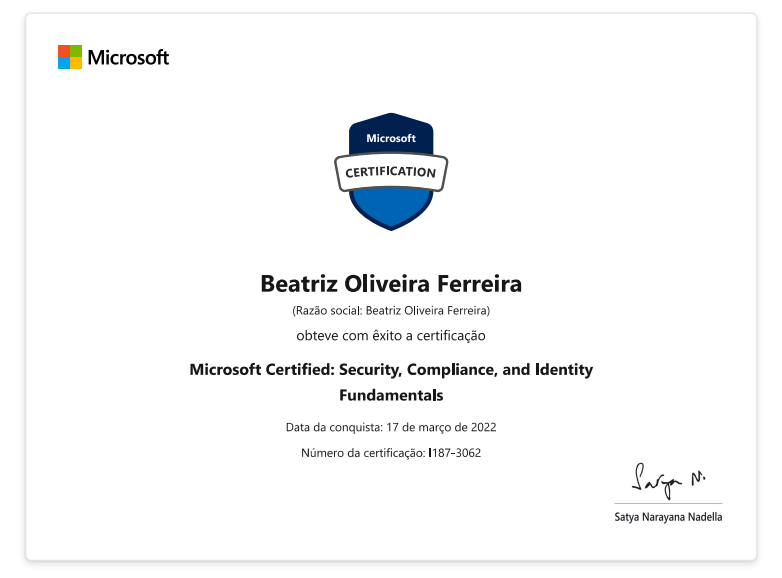 Microsoft
Microsoft
CERTIFICATION
Beatriz Oliveira Ferreira
(Razão social: Beatriz Oliveira Ferreira)
obteve com êxito a certificação
Microsoft Certified: Security, Compliance, and Identity
Fundamentals
Data da conquista: 17 de março de 2022
Número da certificação: I187-3062
Satya N.
Satya Narayana Nadella